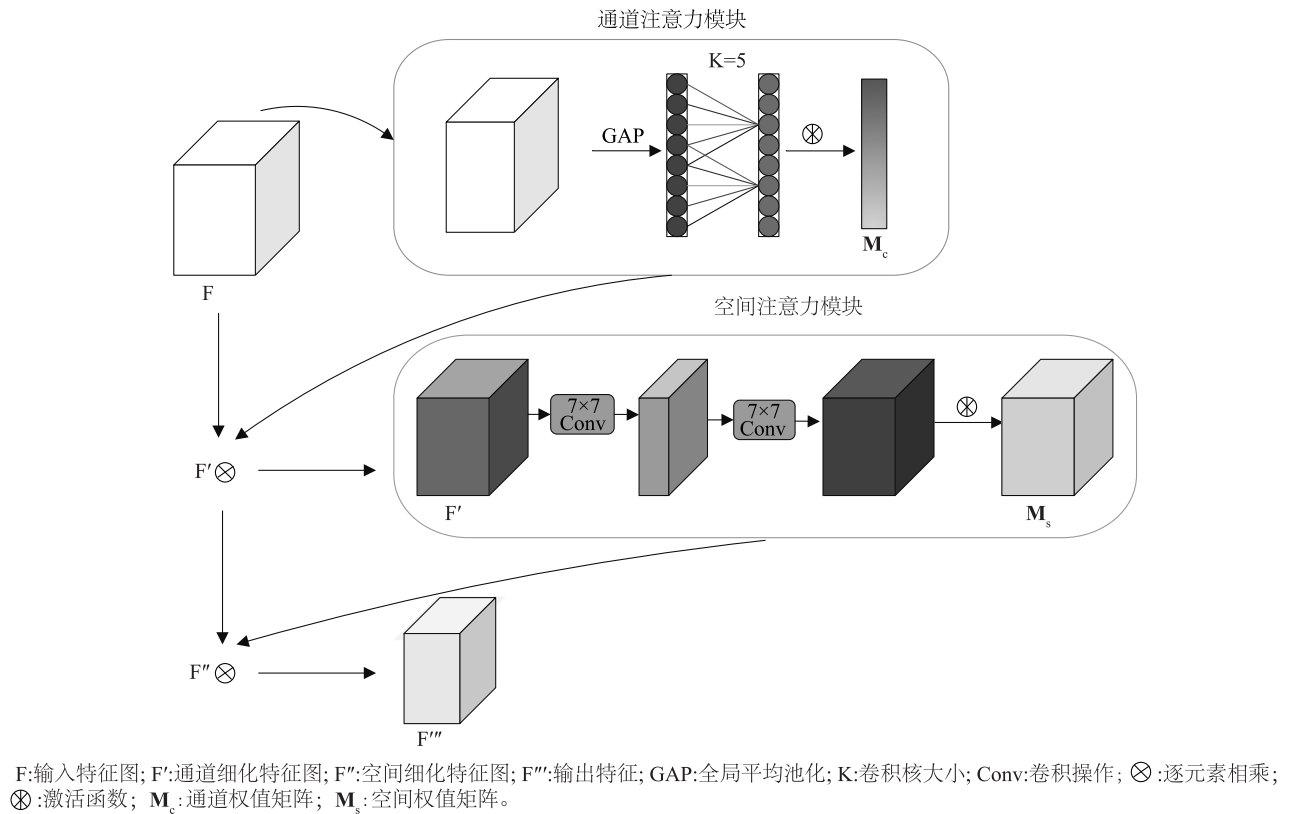 通道注意力模块
K=5
GAP
Mc
F
空间注意力模块
7×7
Conv
7×7
Conv
F′
F′
Ms
F″
F‴
F:输入特征图; F′:通道细化特征图; F″:空间细化特征图; F‴:输出特征; GAP:全局平均池化; K:卷积核大小; Conv:卷积操作; ⊗:逐元素相乘;
:激活函数; Mc:通道权值矩阵; Ms:空间权值矩阵。